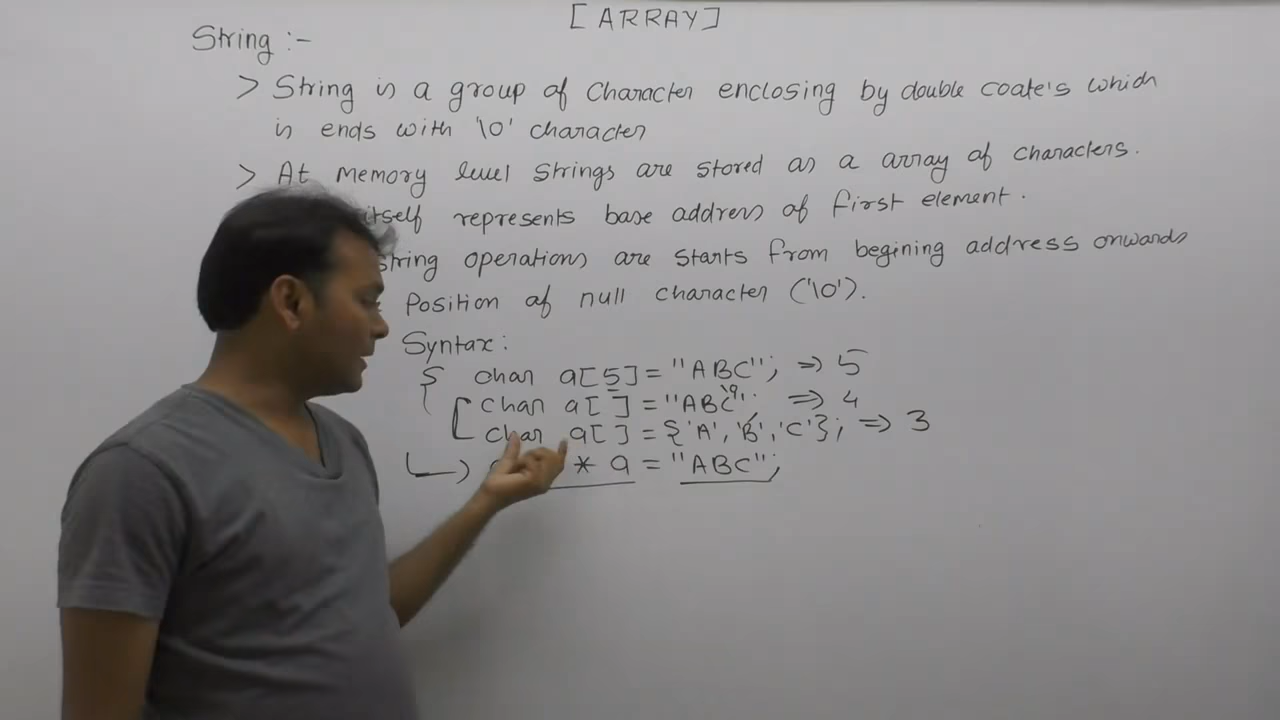 [ARRAY]
String :-
> String is a group of character enclosing by double coate's which
is ends with '\0' character
> At memory level strings are stored as a array of characters.
itself represents base address of first element.
string operations are starts from begining address onwards
position of null character ('\0').
Syntax:
char a[5] = "ABC"; => 5
char a[ ] = "ABC\0"; => 4
char a[ ] = {'A', 'B', 'C'}; => 3
* a = "ABC";